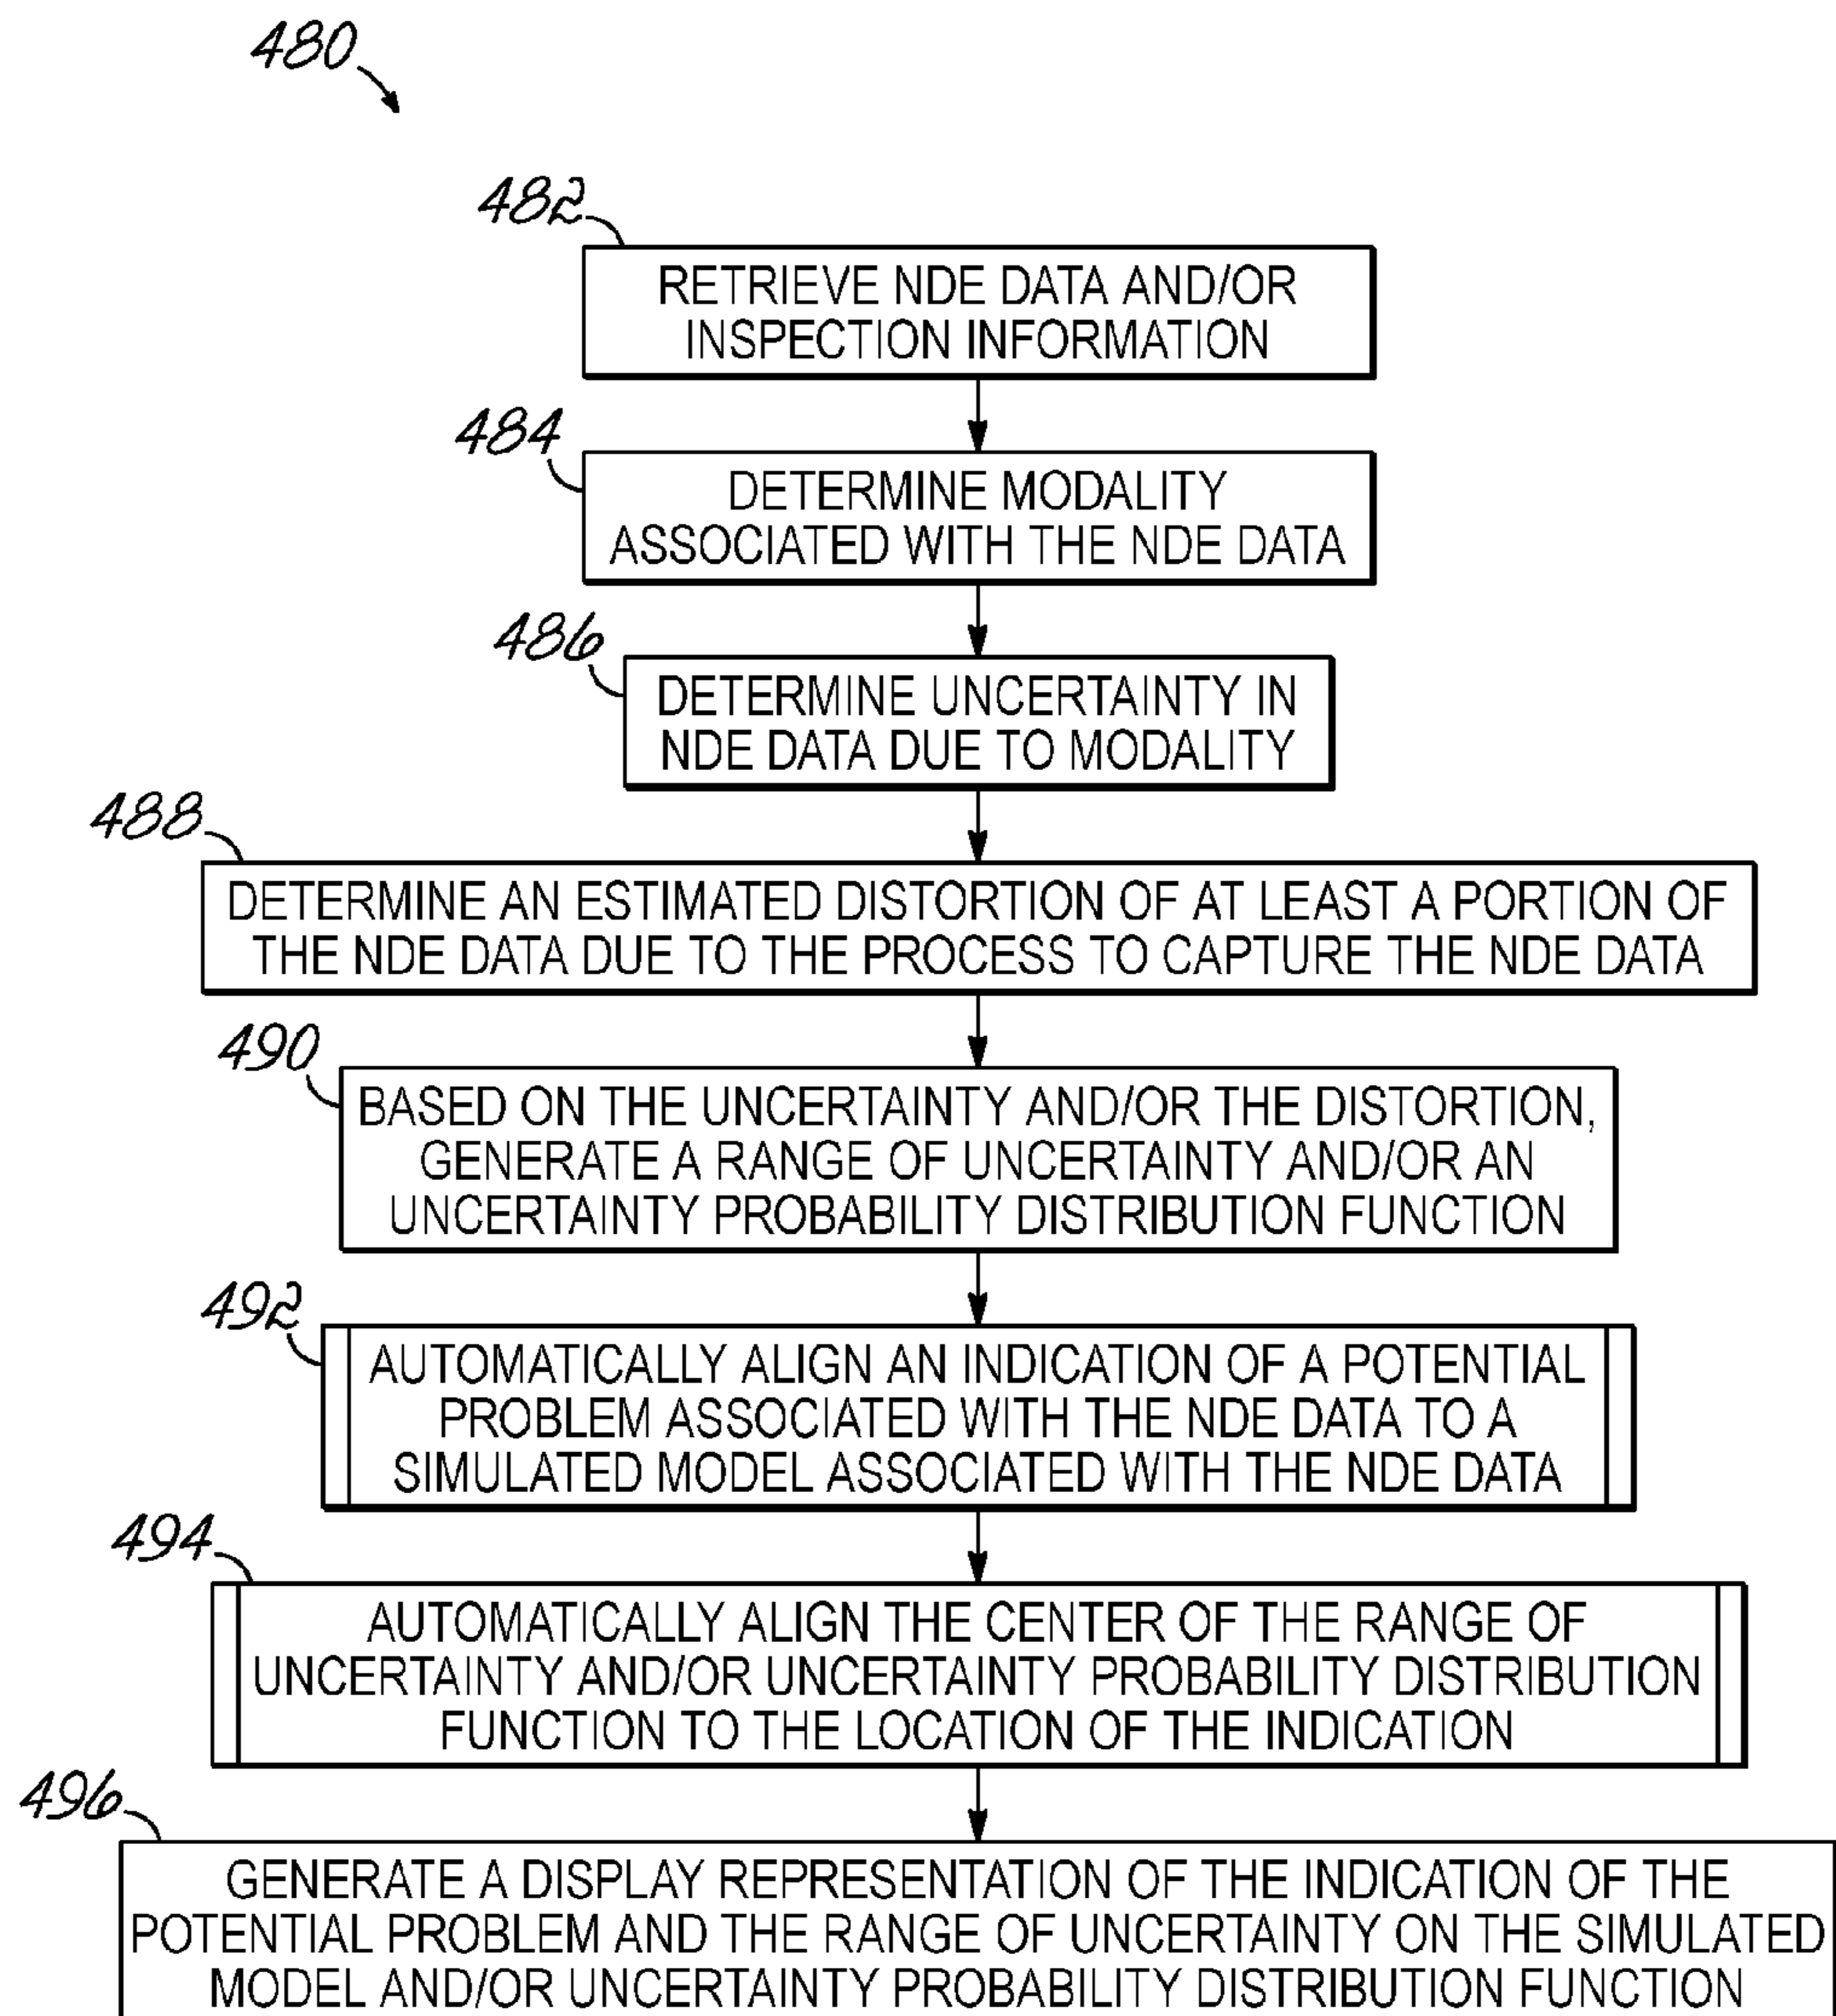 480
482
RETRIEVE NDE DATA AND/OR
INSPECTION INFORMATION
484
DETERMINE MODALITY
ASSOCIATED WITH THE NDE DATA
486
DETERMINE UNCERTAINTY IN
NDE DATA DUE TO MODALITY
488
DETERMINE AN ESTIMATED DISTORTION OF AT LEAST A PORTION OF
THE NDE DATA DUE TO THE PROCESS TO CAPTURE THE NDE DATA
490
BASED ON THE UNCERTAINTY AND/OR THE DISTORTION,
GENERATE A RANGE OF UNCERTAINTY AND/OR AN
UNCERTAINTY PROBABILITY DISTRIBUTION FUNCTION
492
AUTOMATICALLY ALIGN AN INDICATION OF A POTENTIAL
PROBLEM ASSOCIATED WITH THE NDE DATA TO A
SIMULATED MODEL ASSOCIATED WITH THE NDE DATA
494
AUTOMATICALLY ALIGN THE CENTER OF THE RANGE OF
UNCERTAINTY AND/OR UNCERTAINTY PROBABILITY DISTRIBUTION
FUNCTION TO THE LOCATION OF THE INDICATION
496
GENERATE A DISPLAY REPRESENTATION OF THE INDICATION OF THE
POTENTIAL PROBLEM AND THE RANGE OF UNCERTAINTY ON THE SIMULATED
MODEL AND/OR UNCERTAINTY PROBABILITY DISTRIBUTION FUNCTION